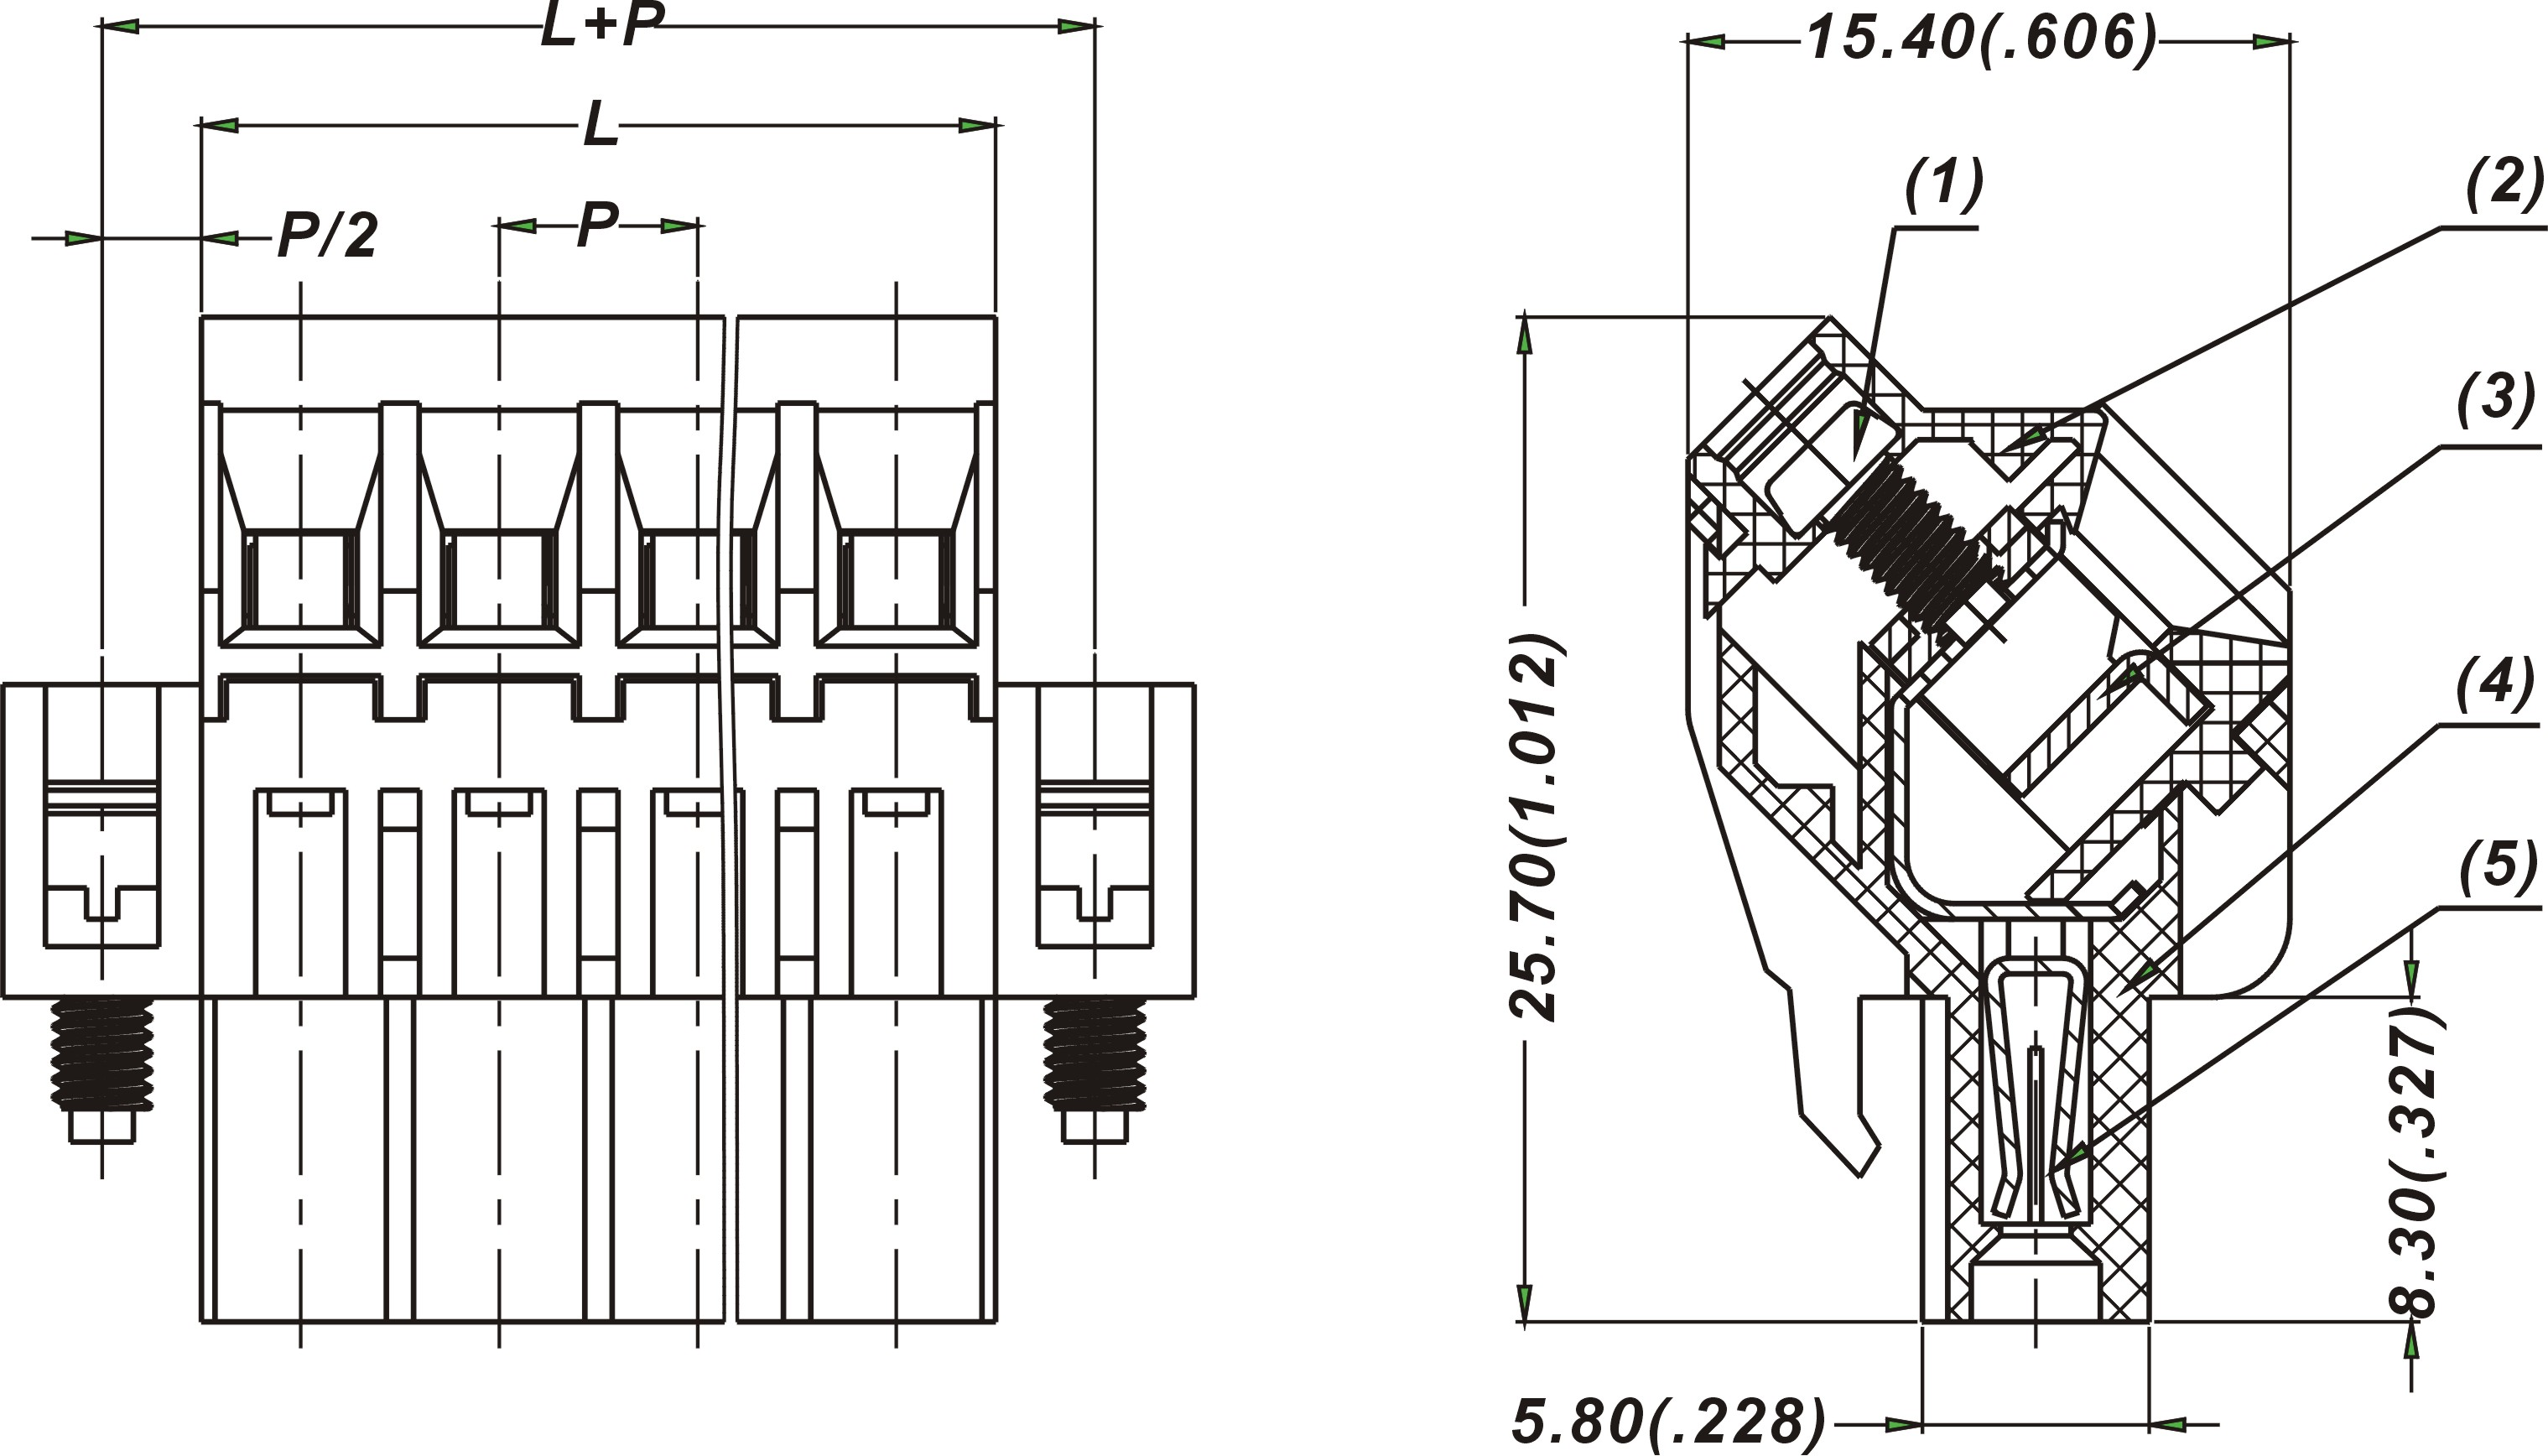 L+P
L
P/2
P
15.40(.606)
(1)
(2)
(3)
(4)
(5)
25.70(1.012)
8.30(.327)
5.80(.228)